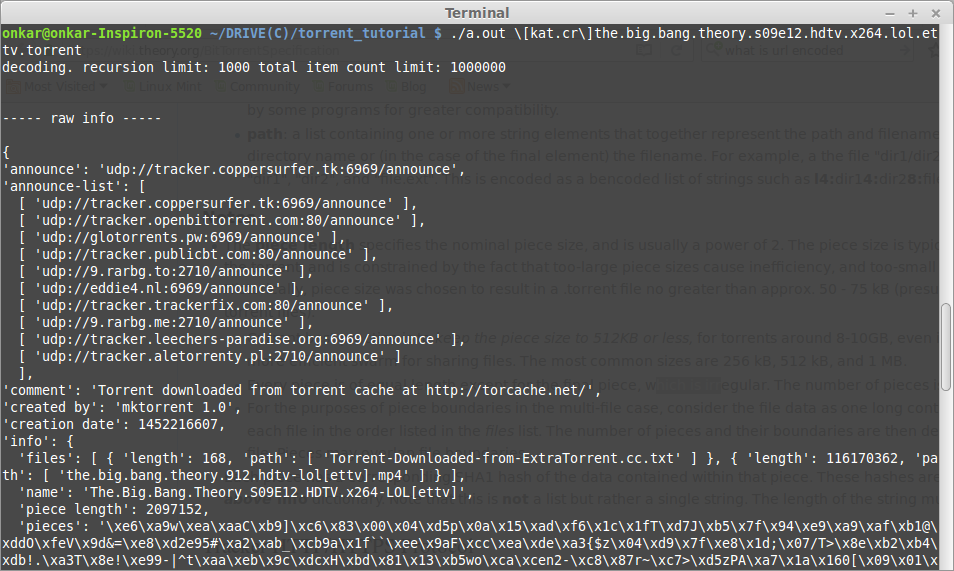 Terminal
onkar@onkar-Inspiron-5520 ~/DRIVE(C)/torrent_tutorial $ ./a.out \[kat.cr\]the.big.bang.theory.s09e12.hdtv.x264.lol.et
tv.torrent
decoding. recursion limit: 1000 total item count limit: 1000000
----- raw info -----
{
'announce': 'udp://tracker.coppersurfer.tk:6969/announce',
'announce-list': [
[ 'udp://tracker.coppersurfer.tk:6969/announce' ],
[ 'udp://tracker.openbittorrent.com:80/announce' ],
[ 'udp://glotorrents.pw:6969/announce' ],
[ 'udp://tracker.publicbt.com:80/announce' ],
[ 'udp://9.rarbg.to:2710/announce' ],
[ 'udp://eddie4.nl:6969/announce' ],
[ 'udp://tracker.trackerfix.com:80/announce' ],
[ 'udp://9.rarbg.me:2710/announce' ],
[ 'udp://tracker.leechers-paradise.org:6969/announce' ],
[ 'udp://tracker.aletorrenty.pl:2710/announce' ]
],
'comment': 'Torrent downloaded from torrent cache at http://torcache.net/',
'created by': 'mktorrent 1.0',
'creation date': 1452216607,
'info': {
'files': [ { 'length': 168, 'path': [ 'Torrent-Downloaded-from-ExtraTorrent.cc.txt' ] }, { 'length': 116170362, 'pa
th': [ 'the.big.bang.theory.912.hdtv-lol[ettv].mp4' ] } ],
'name': 'The.Big.Bang.Theory.S09E12.HDTV.x264-LOL[ettv]',
'piece length': 2097152,
'pieces': '\xe6\xa9w\xea\xaaC\xb9]\xc6\x83\x00\x04\xd5p\x0a\x15\xad\xf6\x1c\x1fT\xd7J\xb5\x7f\x94\xe9\xa9\xaf\xb1@\
\xddO\xfeV\x9d&=\xe8\xd2e95#\xa2\xab_\xcb9a\x1f``\xee\x9aF\xcc\xea\xde\xa3{$z\x04\xd9\x7f\xe8\x1d;\x07/T>\x8e\xb2\xb4\
\xdb!.\xa3T\x8e!\xe99-|^t\xaa\xeb\x9c\xdcxH\xbd\x81\x13\xb5wo\xca\xcen2-\xc8\x87r~\xc7>\xd5zPA\xa7\x1a\x160[\x09\x01\x